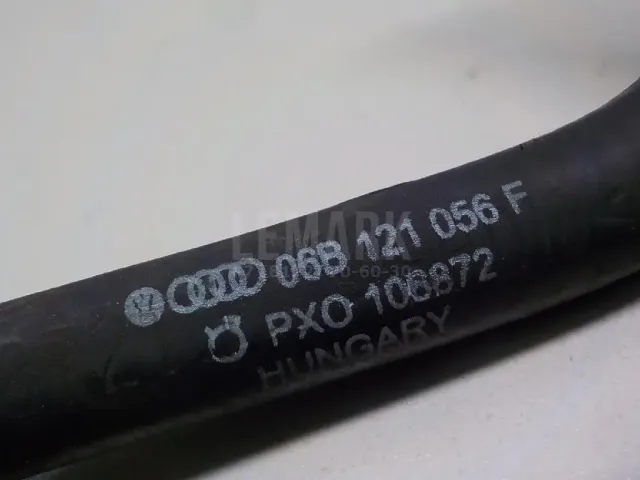 06B 121 056 F
PXO 106872
HUNGARY
LEMARK